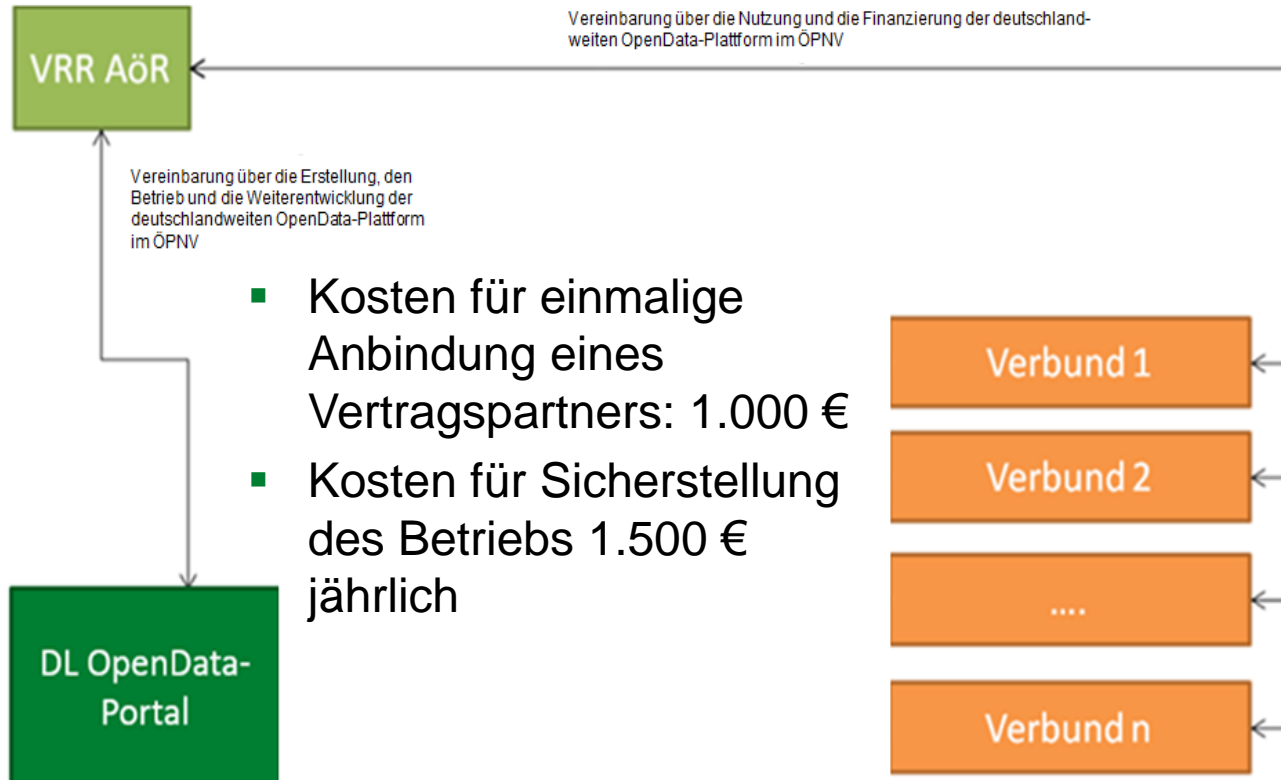 Vereinbarung über die Nutzung und die Finanzierung der deutschland-
weiten OpenData-Plattform im ÖPNV
VRR AöR
Vereinbarung über die Erstellung, den
Betrieb und die Weiterentwicklung der
deutschlandweiten OpenData-Plattform
im ÖPNV
Kosten für einmalige
Anbindung eines
Vertragspartners: 1.000 €
Kosten für Sicherstellung
des Betriebs 1.500 €
jährlich
Verbund 1
Verbund 2
....
Verbund n
DL OpenData-
Portal